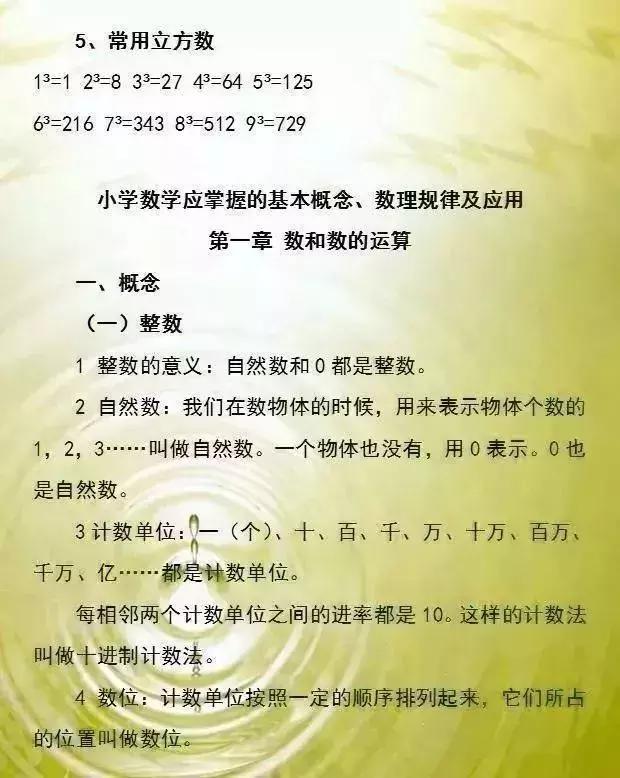 5、常用立方数
1³=1 2³=8 3³=27 4³=64 5³=125
6³=216 7³=343 8³=512 9³=729
小学数学应掌握的基本概念、数理规律及应用
第一章 数和数的运算
一、概念
（一）整数
1 整数的意义：自然数和0都是整数。
2 自然数：我们在数物体的时候，用来表示物体个数的
1，2，3……叫做自然数。一个物体也没有，用0表示。0也
是自然数。
3计数单位：一（个）、十、百、千、万、十万、百万、
千万、亿……都是计数单位。
每相邻两个计数单位之间的进率都是10。这样的计数法
叫做十进制计数法。
4 数位：计数单位按照一定的顺序排列起来，它们所占
的位置叫做数位。